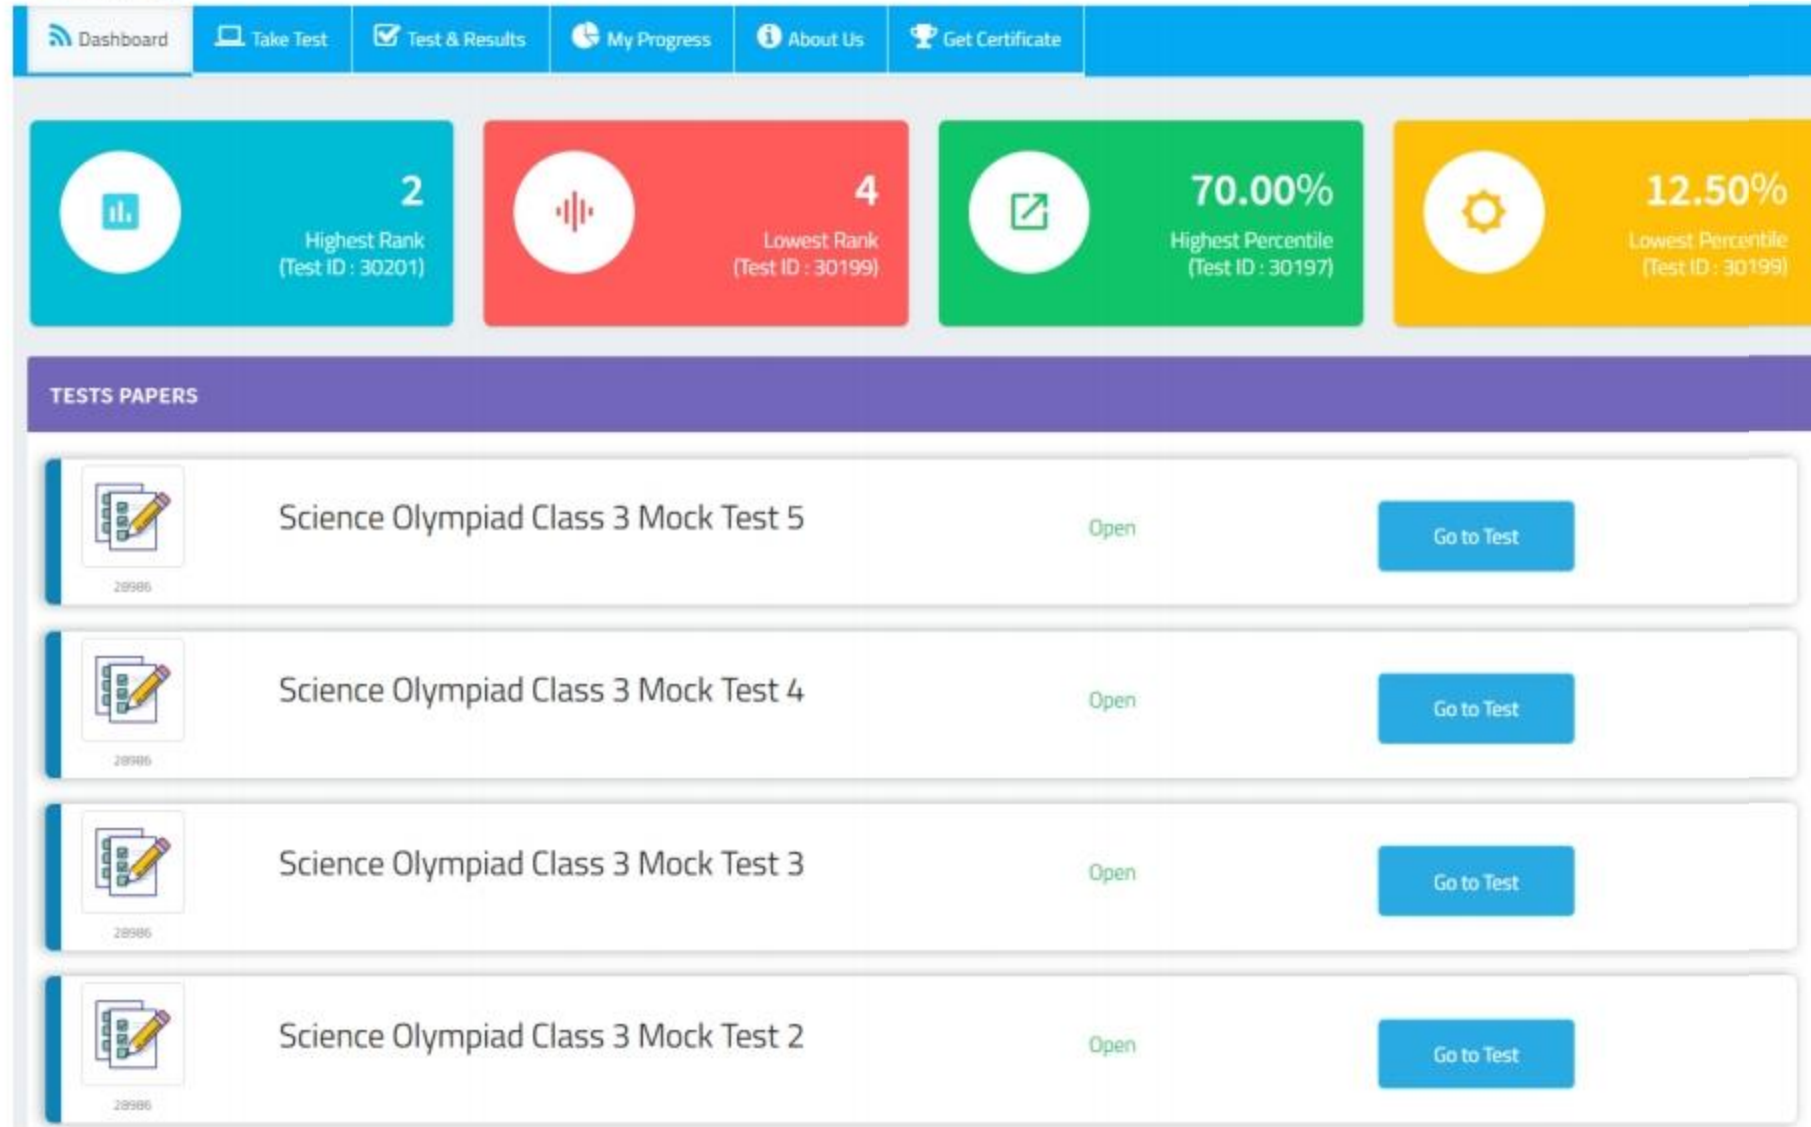 Dashboard
Take Test
Test & Results
My Progress
About Us
Get Certificate
2
Highest Rank
(Test ID : 30201)
4
Lowest Rank
(Test ID : 30199)
70.00%
Highest Percentile
(Test ID : 30197)
12.50%
Lowest Percentile
(Test ID : 30199)
TESTS PAPERS
Science Olympiad Class 3 Mock Test 5
Open
Go to Test
28986
Science Olympiad Class 3 Mock Test 4
Open
Go to Test
28986
Science Olympiad Class 3 Mock Test 3
Open
Go to Test
28986
Science Olympiad Class 3 Mock Test 2
Open
Go to Test
28986